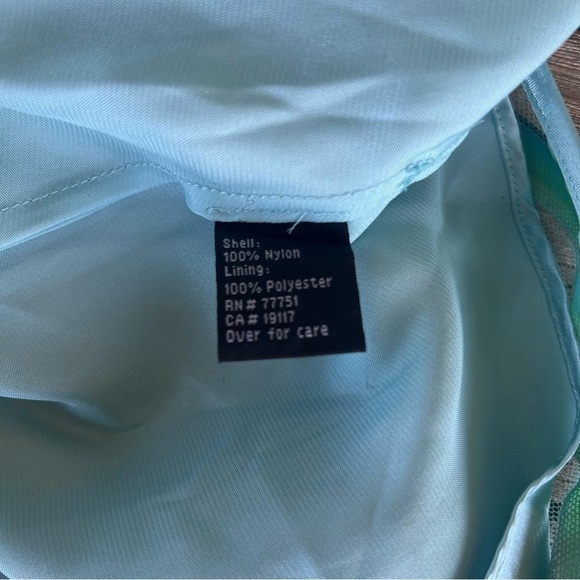 Shell:
100% Nylon
Lining:
100% Polyester
RN# 77751
CA# 19117
Over for care